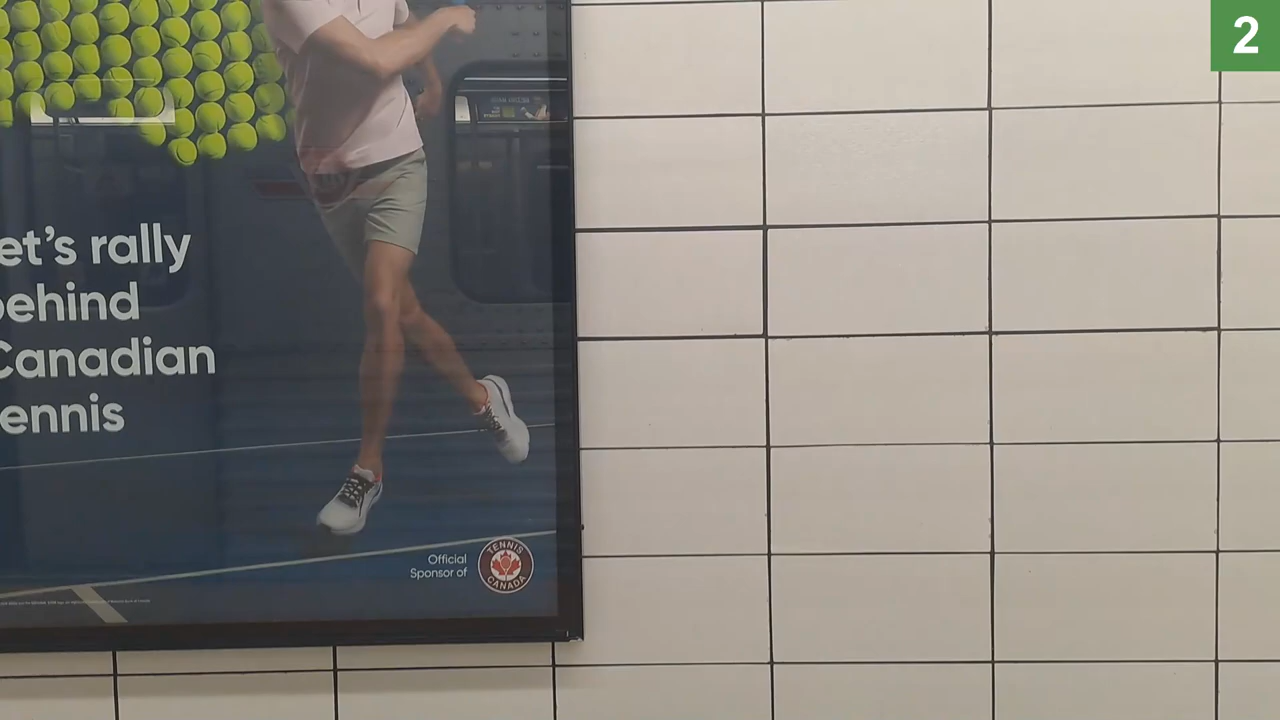 2
et's rally
behind
Canadian
ennis
Official
Sponsor of
TENNIS
CANADA